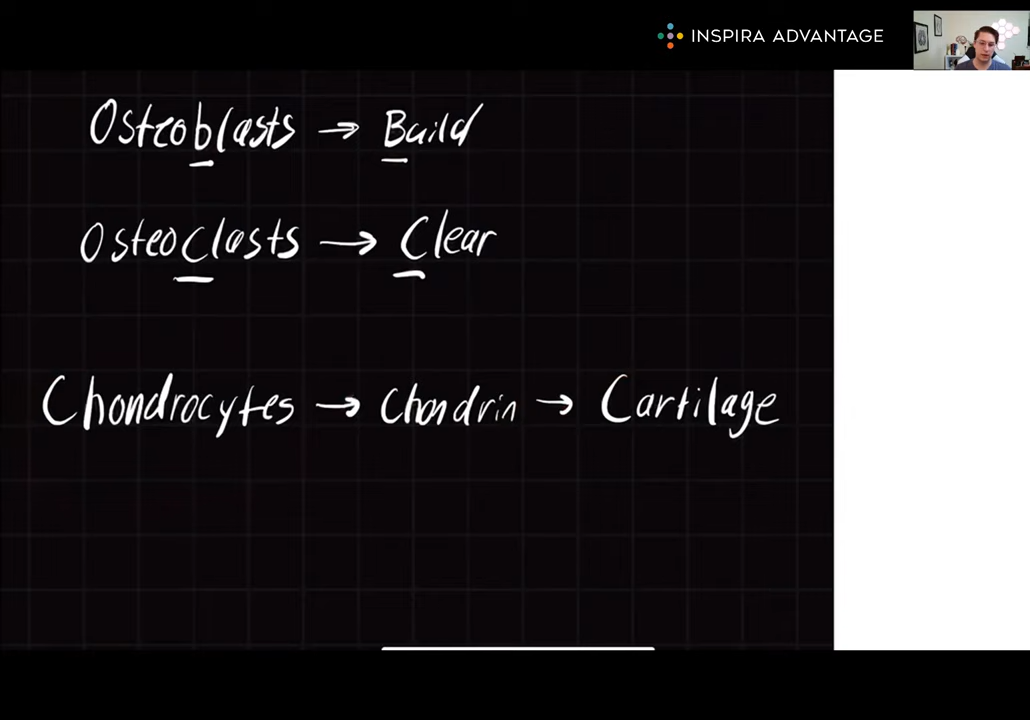 INSPIRA ADVANTAGE
Osteoblasts → Build
Osteoclasts → Clear
Chondrocytes → Chondrin → Cartilage